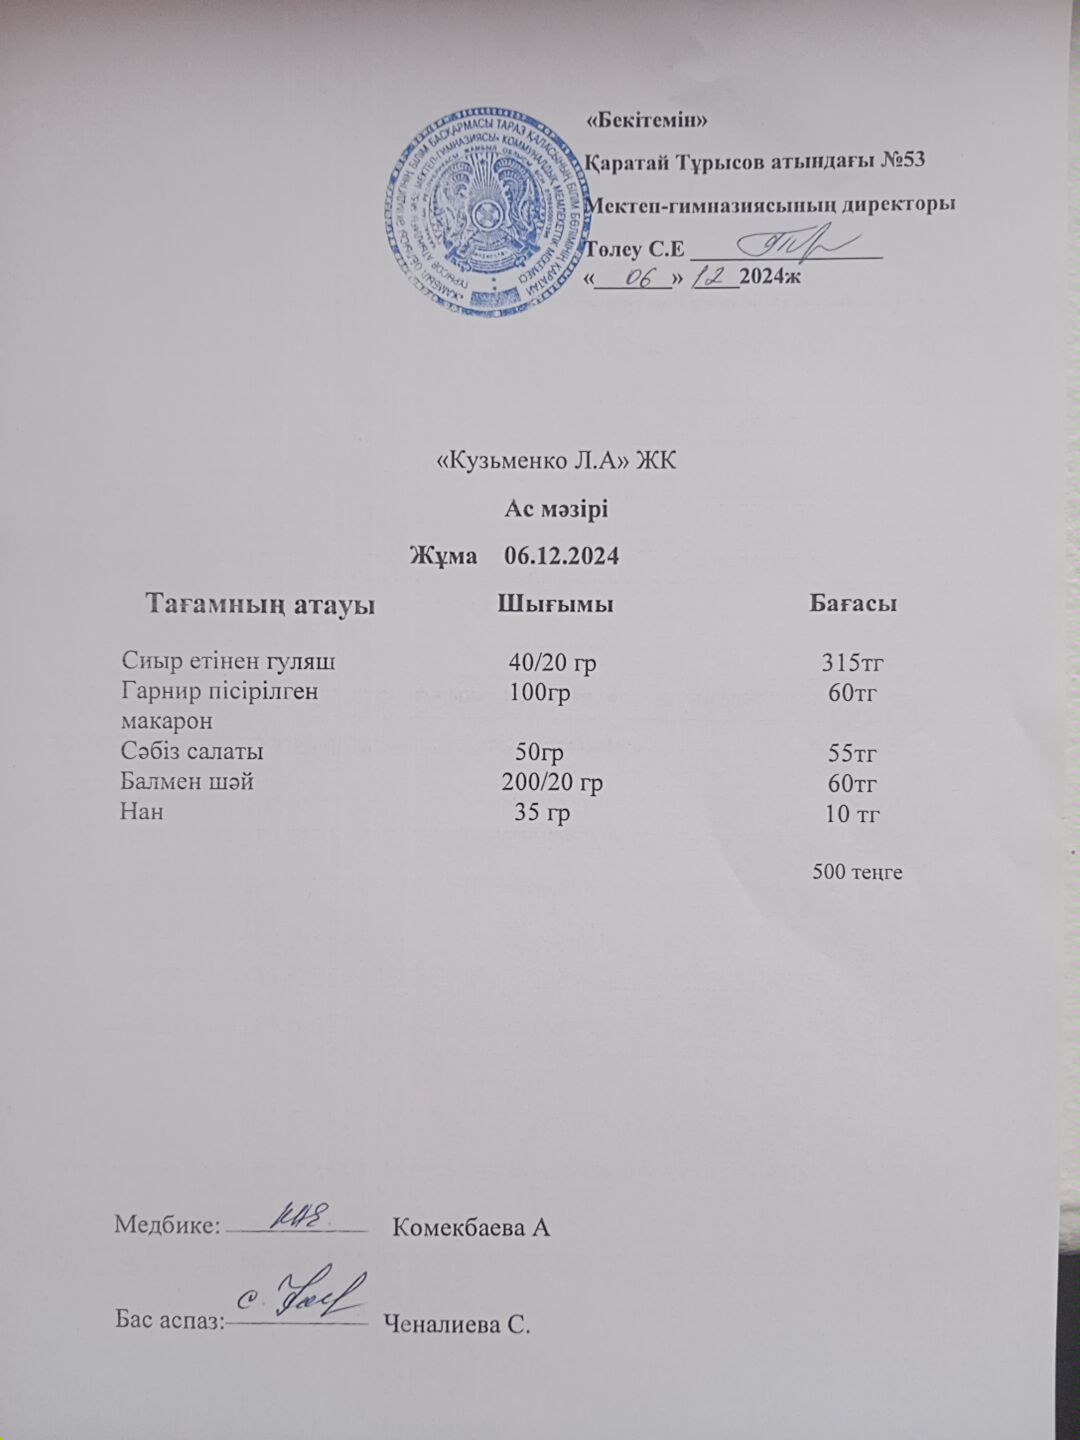 «Бекітемін»
Қаратай Тұрысов атындағы №53
Мектеп-гимназиясының директоры
Төлеу С.Е
« 06 » 12 2024ж
«Кузьменко Л.А» ЖК
Ас мәзірі
Жұма 06.12.2024
Тағамның атауы Шығымы Бағасы
Сиыр етінен гуляш 40/20 гр 315тг
Гарнир пісірілген 100гр 60тг
макарон
Сәбіз салаты 50гр 55тг
Балмен шәй 200/20 гр 60тг
Нан 35 гр 10 тг
500 теңге
Медбике: Комекбаева А
Бас аспаз: Ченалиева С.